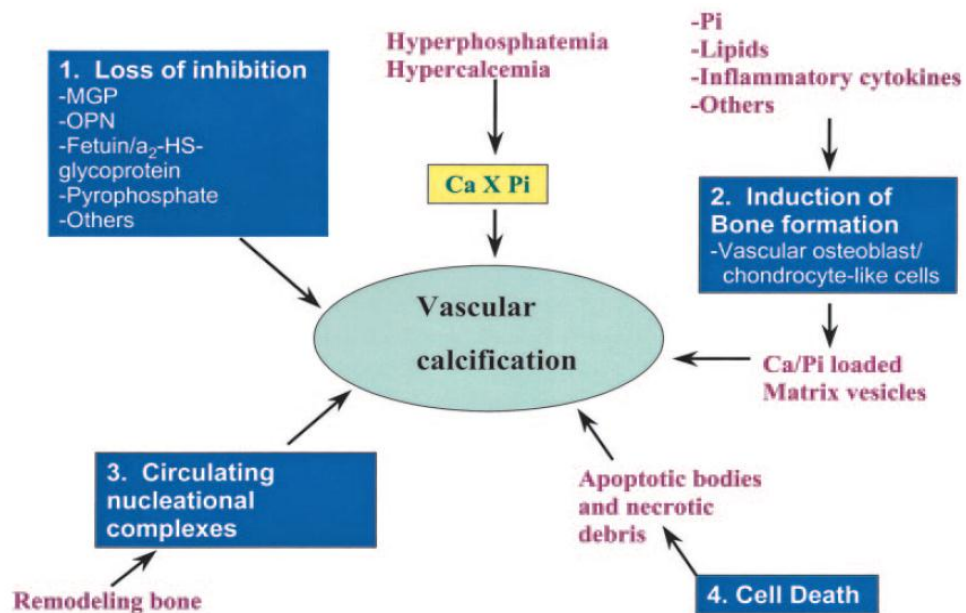 1. Loss of inhibition
-MGP
-OPN
-Fetuin/a₂-HS-
glycoprotein
-Pyrophosphate
-Others
Hyperphosphatemia
Hypercalcemia
Ca X Pi
-Pi
-Lipids
-Inflammatory cytokines
-Others
2. Induction of
Bone formation
-Vascular osteoblast/
chondrocyte-like cells
Vascular
calcification
Ca/Pi loaded
Matrix vesicles
3. Circulating
nucleational
complexes
Remodeling bone
Apoptotic bodies
and necrotic
debris
4. Cell Death